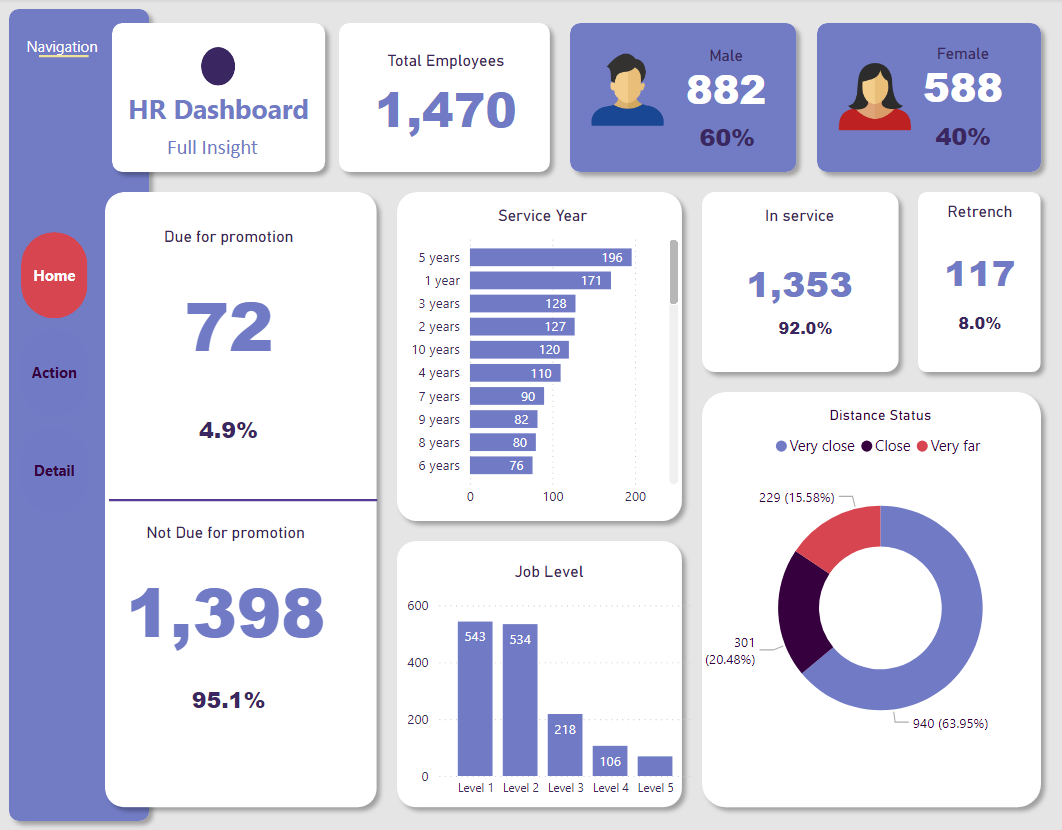 Navigation
HR Dashboard
Full Insight
Total Employees
1,470
Male
882
60%
Female
588
40%
Home
Action
Detail
Due for promotion
72
4.9%
Not Due for promotion
1,398
95.1%
Service Year
5 years 196
1 year 171
3 years 128
2 years 127
10 years 120
4 years 110
7 years 90
9 years 82
8 years 80
6 years 76
0 100 200
Job Level
600
400
200
0
543
534
218
106
Level 1 Level 2 Level 3 Level 4 Level 5
In service
1,353
92.0%
Retrench
117
8.0%
Distance Status
Very close Close Very far
229 (15.58%)
301
(20.48%)
940 (63.95%)